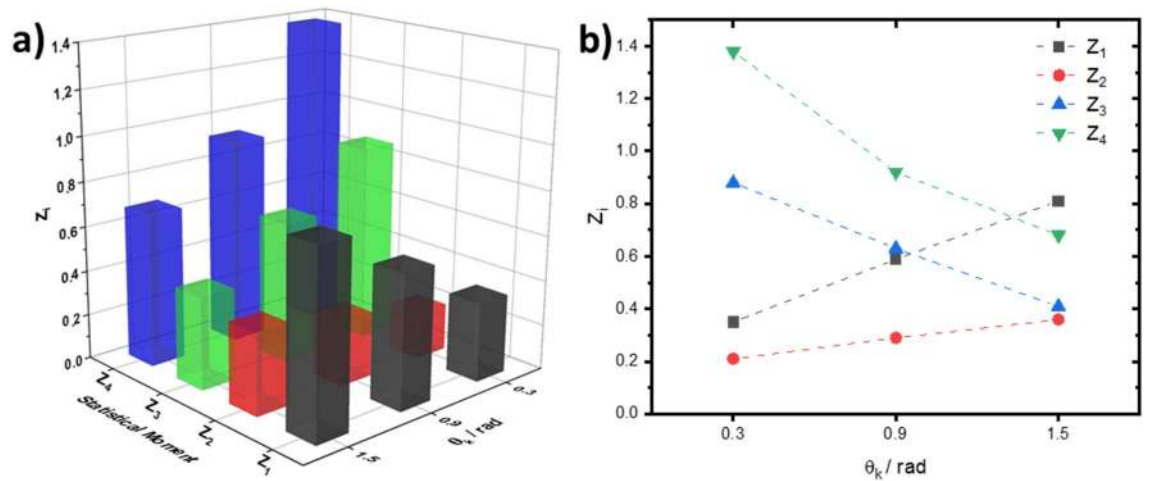 a)
1.4
1.2
1.0
0.8
0.6
0.4
0.2
0.0
Zi
Z4
Z3
Z2
Z1
Statistical Moment
0.3
0.9
1.5
θk / rad
b)
1.4
1.2
1.0
0.8
0.6
0.4
0.2
0.0
Zi
Z1
Z2
Z3
Z4
0.3 0.9 1.5
θk / rad